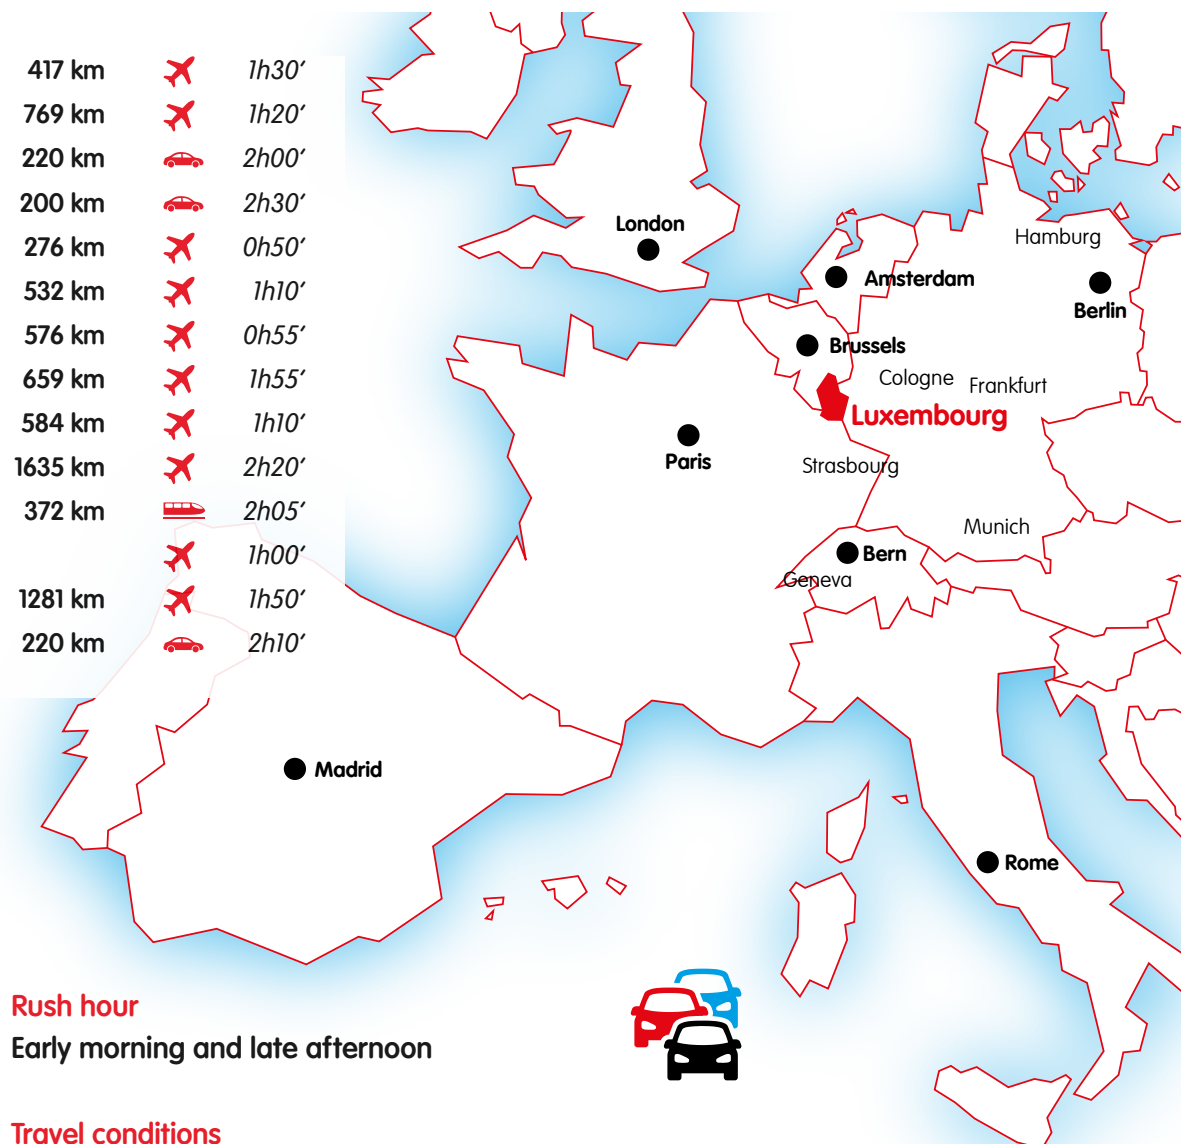 417 km 1h30’
769 km 1h20’
220 km 2h00’
200 km 2h30’
276 km 0h50’
532 km 1h10’
576 km 0h55’
659 km 1h55’
584 km 1h10’
1635 km 2h20’
372 km 2h05’
1h00’
1281 km 1h50’
220 km 2h10’
London
Hamburg
Amsterdam
Berlin
Brussels
Cologne
Frankfurt
Luxembourg
Paris
Strasbourg
Munich
Bern
Geneva
Madrid
Rome
Rush hour
Early morning and late afternoon
Travel conditions